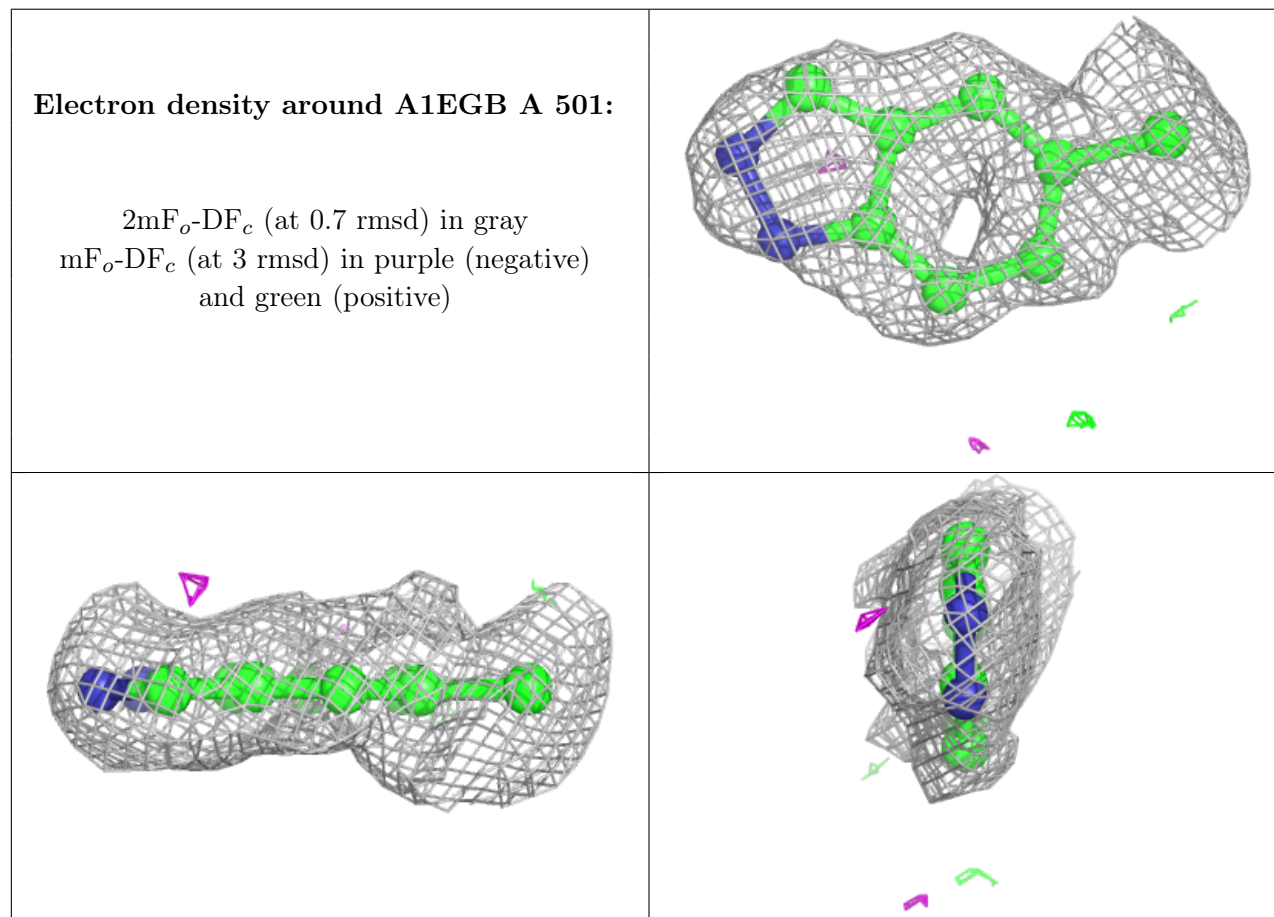 Electron density around A1EGB A 501:
2mFo-DFc (at 0.7 rmsd) in gray
mFo-DFc (at 3 rmsd) in purple (negative)
and green (positive)